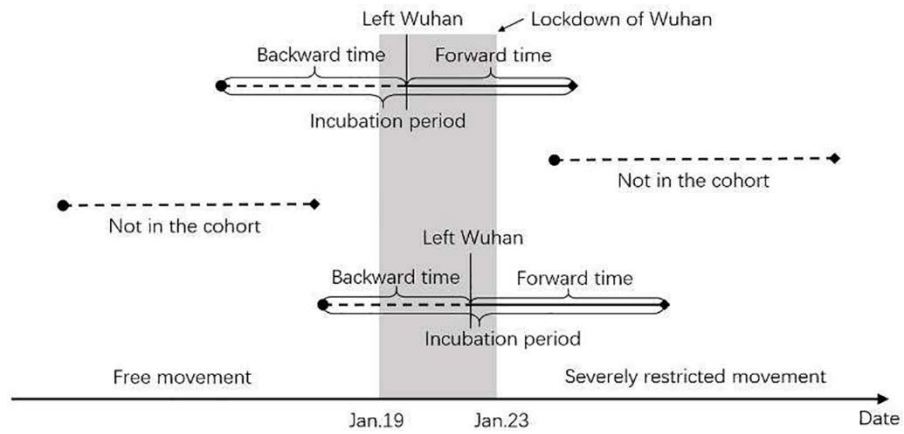 Left Wuhan
Lockdown of Wuhan
Backward time
Forward time
Incubation period
Not in the cohort
Not in the cohort
Left Wuhan
Backward time
Forward time
Incubation period
Free movement
Severely restricted movement
Jan.19
Jan.23
Date